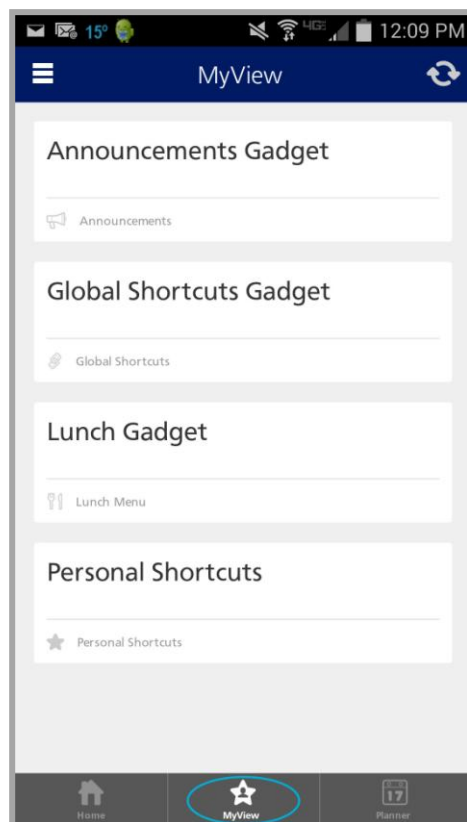 15° 4G 12:09 PM
MyView
Announcements Gadget
Announcements
Global Shortcuts Gadget
Global Shortcuts
Lunch Gadget
Lunch Menu
Personal Shortcuts
Personal Shortcuts
Home MyView 17 Planner